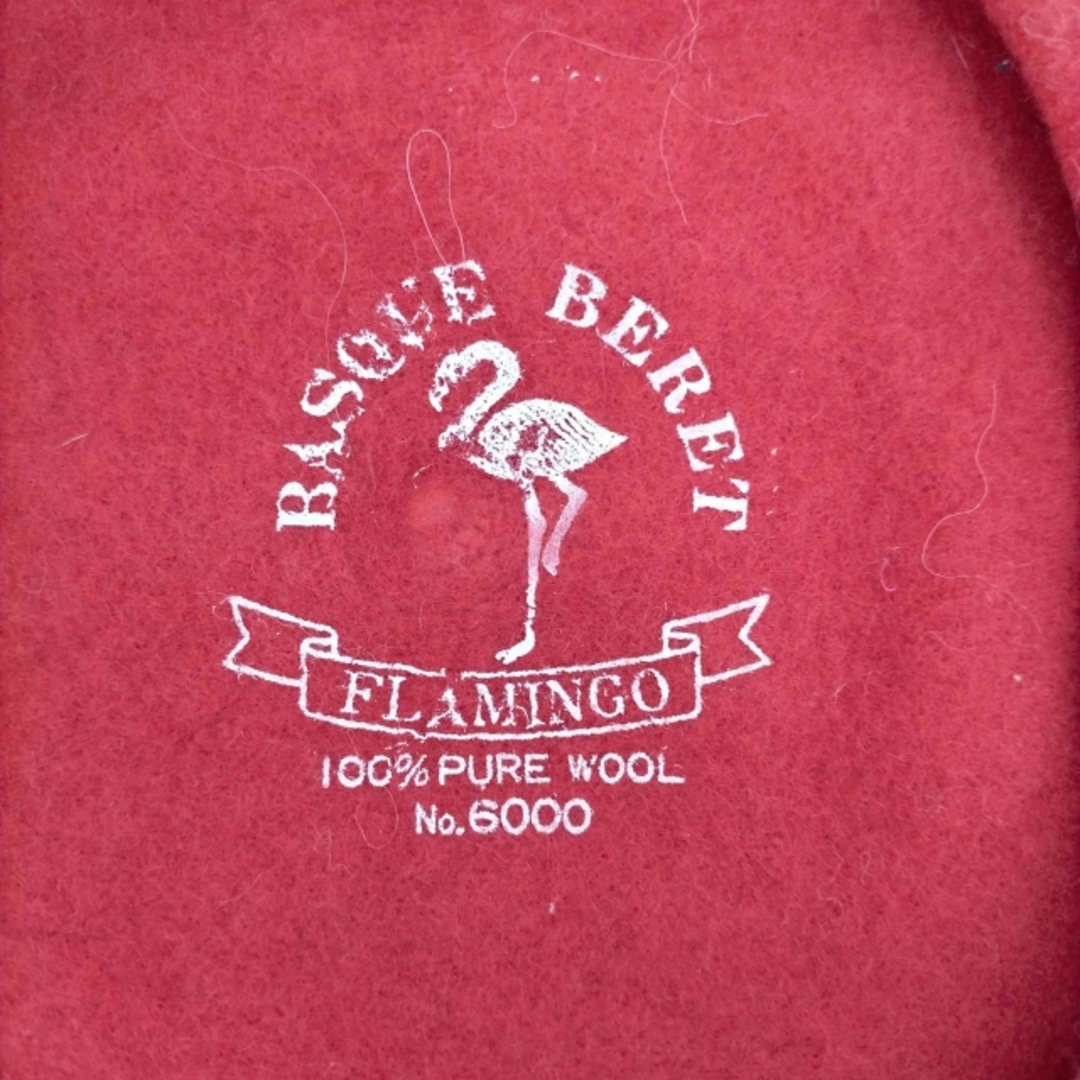 BASQUE BERET
FLAMINGO
100% PURE WOOL
No.6000